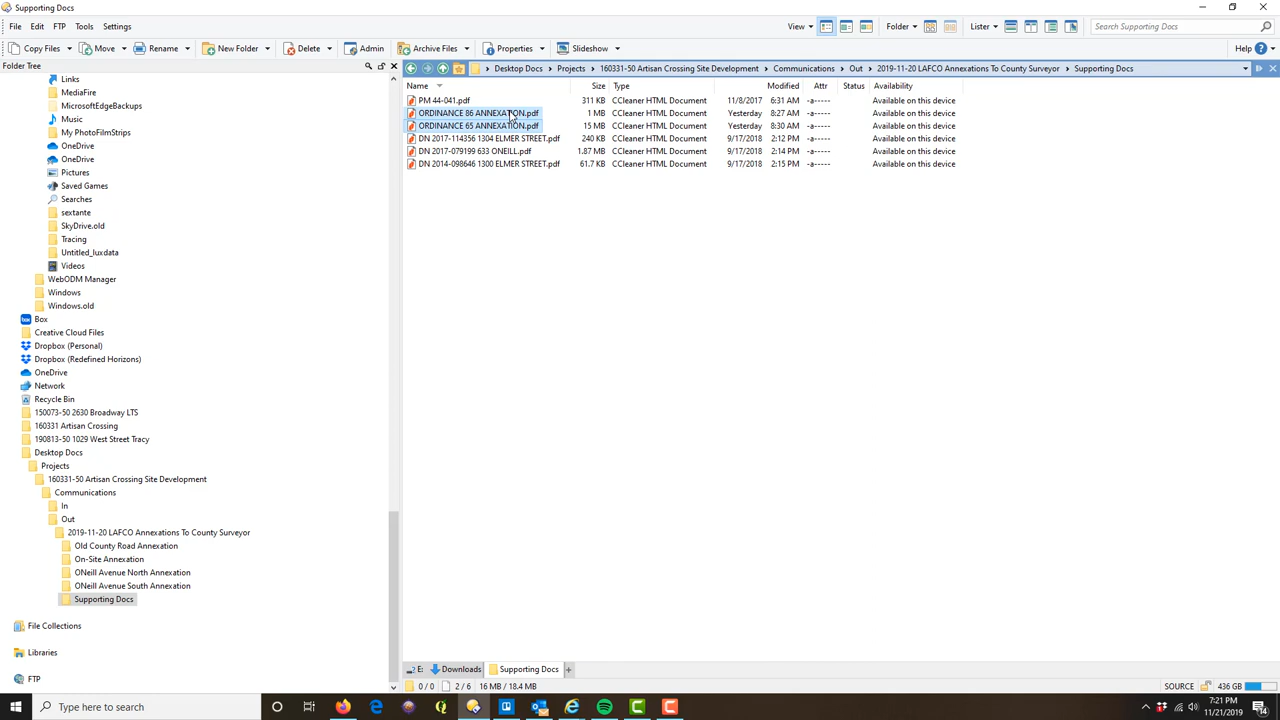 Supporting Docs
File Edit FTP Tools Settings
View Folder Lister Search Supporting Docs
Copy Files Move Rename New Folder Delete Admin Archive Files Properties Slideshow Help
Folder Tree
Desktop Docs Projects 160331-50 Artisan Crossing Site Development Communications Out 2019-11-20 LAFCO Annexations To County Surveyor Supporting Docs
Name Size Type Modified Attr Status Availability
PM 44-041.pdf 311 KB CCleaner HTML Document 11/8/2017 6:31 AM -a----- Available on this device
ORDINANCE 86 ANNEXATION.pdf 1 MB CCleaner HTML Document Yesterday 8:27 AM -a----- Available on this device
ORDINANCE 65 ANNEXATION.pdf 15 MB CCleaner HTML Document Yesterday 8:30 AM -a----- Available on this device
DN 2017-114356 1304 ELMER STREET.pdf 240 KB CCleaner HTML Document 9/17/2018 2:12 PM -a----- Available on this device
DN 2017-079199 633 ONEILL.pdf 1.87 MB CCleaner HTML Document 9/17/2018 2:14 PM -a----- Available on this device
DN 2014-098646 1300 ELMER STREET.pdf 61.7 KB CCleaner HTML Document 9/17/2018 2:15 PM -a----- Available on this device
Links
MediaFire
MicrosoftEdgeBackups
Music
My PhotoFilmStrips
OneDrive
OneDrive
Pictures
Saved Games
Searches
sextante
SkyDrive.old
Tracing
Untitled_luxdata
Videos
WebODM Manager
Windows
Windows.old
Box
Creative Cloud Files
Dropbox (Personal)
Dropbox (Redefined Horizons)
OneDrive
Network
Recycle Bin
150073-50 2630 Broadway LTS
160331 Artisan Crossing
190813-50 1029 West Street Tracy
Desktop Docs
Projects
160331-50 Artisan Crossing Site Development
Communications
In
Out
2019-11-20 LAFCO Annexations To County Surveyor
Old County Road Annexation
On-Site Annexation
ONeill Avenue North Annexation
ONeill Avenue South Annexation
Supporting Docs
File Collections
Libraries
FTP
E: Downloads Supporting Docs +
0 / 0 2 / 6 16 MB / 18.4 MB SOURCE 436 GB
Type here to search
7:21 PM
11/21/2019
14